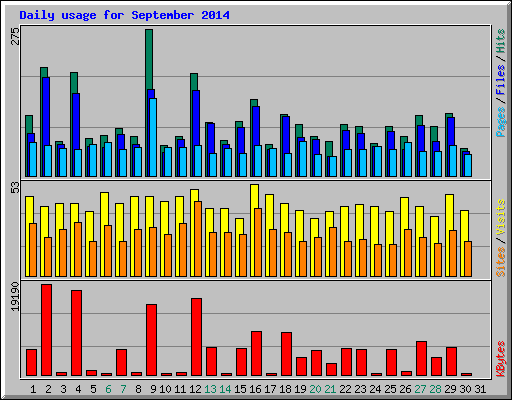 Daily usage for September 2014
275
Pages / Files / Hits
53
Sites / Visits
19190
KBytes
1 2 3 4 5 6 7 8 9 10 11 12 13 14 15 16 17 18 19 20 21 22 23 24 25 26 27 28 29 30 31